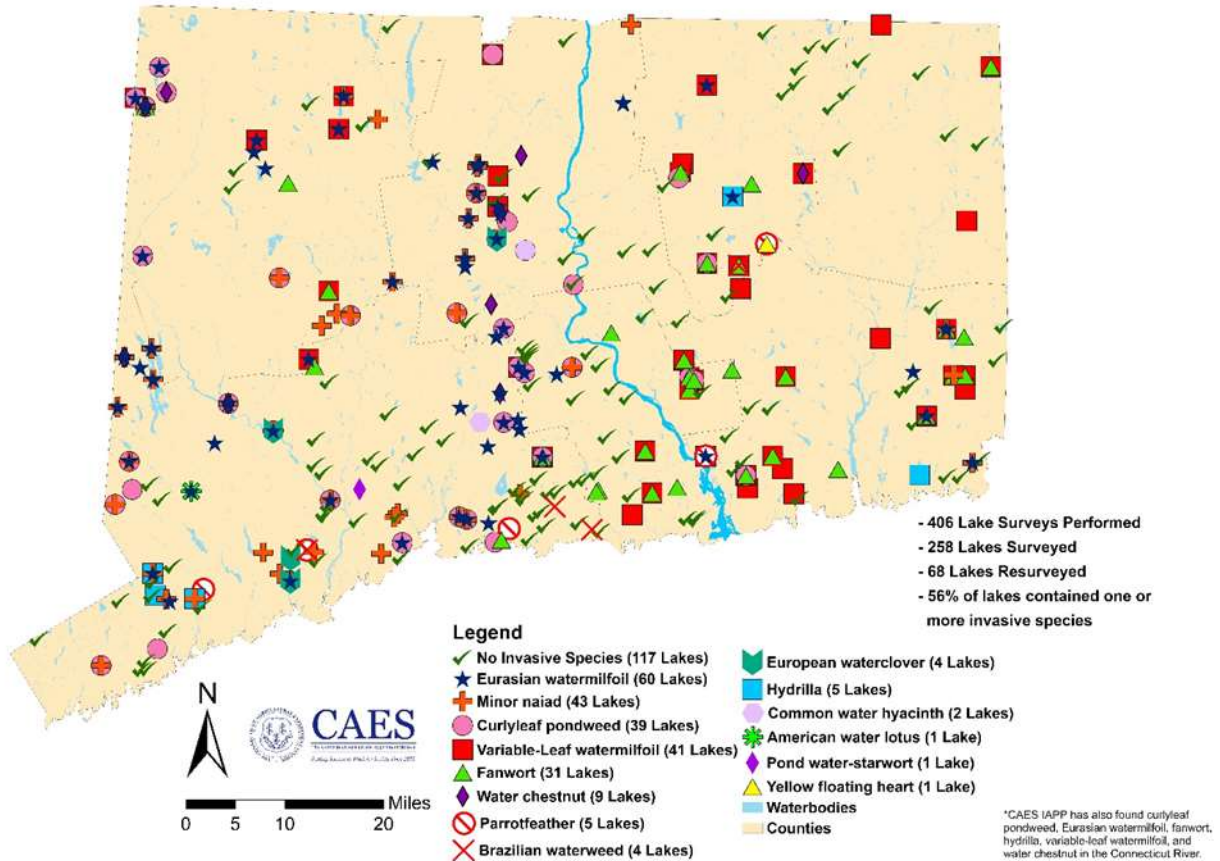 - 406 Lake Surveys Performed
- 258 Lakes Surveyed
- 68 Lakes Resurveyed
- 56% of lakes contained one or
more invasive species
Legend
No Invasive Species (117 Lakes)
Eurasian watermilfoil (60 Lakes)
Minor naiad (43 Lakes)
Curlyleaf pondweed (39 Lakes)
Variable-Leaf watermilfoil (41 Lakes)
Fanwort (31 Lakes)
Water chestnut (9 Lakes)
Parrotfeather (5 Lakes)
Brazilian waterweed (4 Lakes)
European waterclover (4 Lakes)
Hydrilla (5 Lakes)
Common water hyacinth (2 Lakes)
American water lotus (1 Lake)
Pond water-starwort (1 Lake)
Yellow floating heart (1 Lake)
Waterbodies
Counties
N
CAES
Miles
0 5 10 20
*CAES IAPP has also found curlyleaf
pondweed, Eurasian watermilfoil, fanwort,
hydrilla, variable-leaf watermilfoil, and
water chestnut in the Connecticut River.